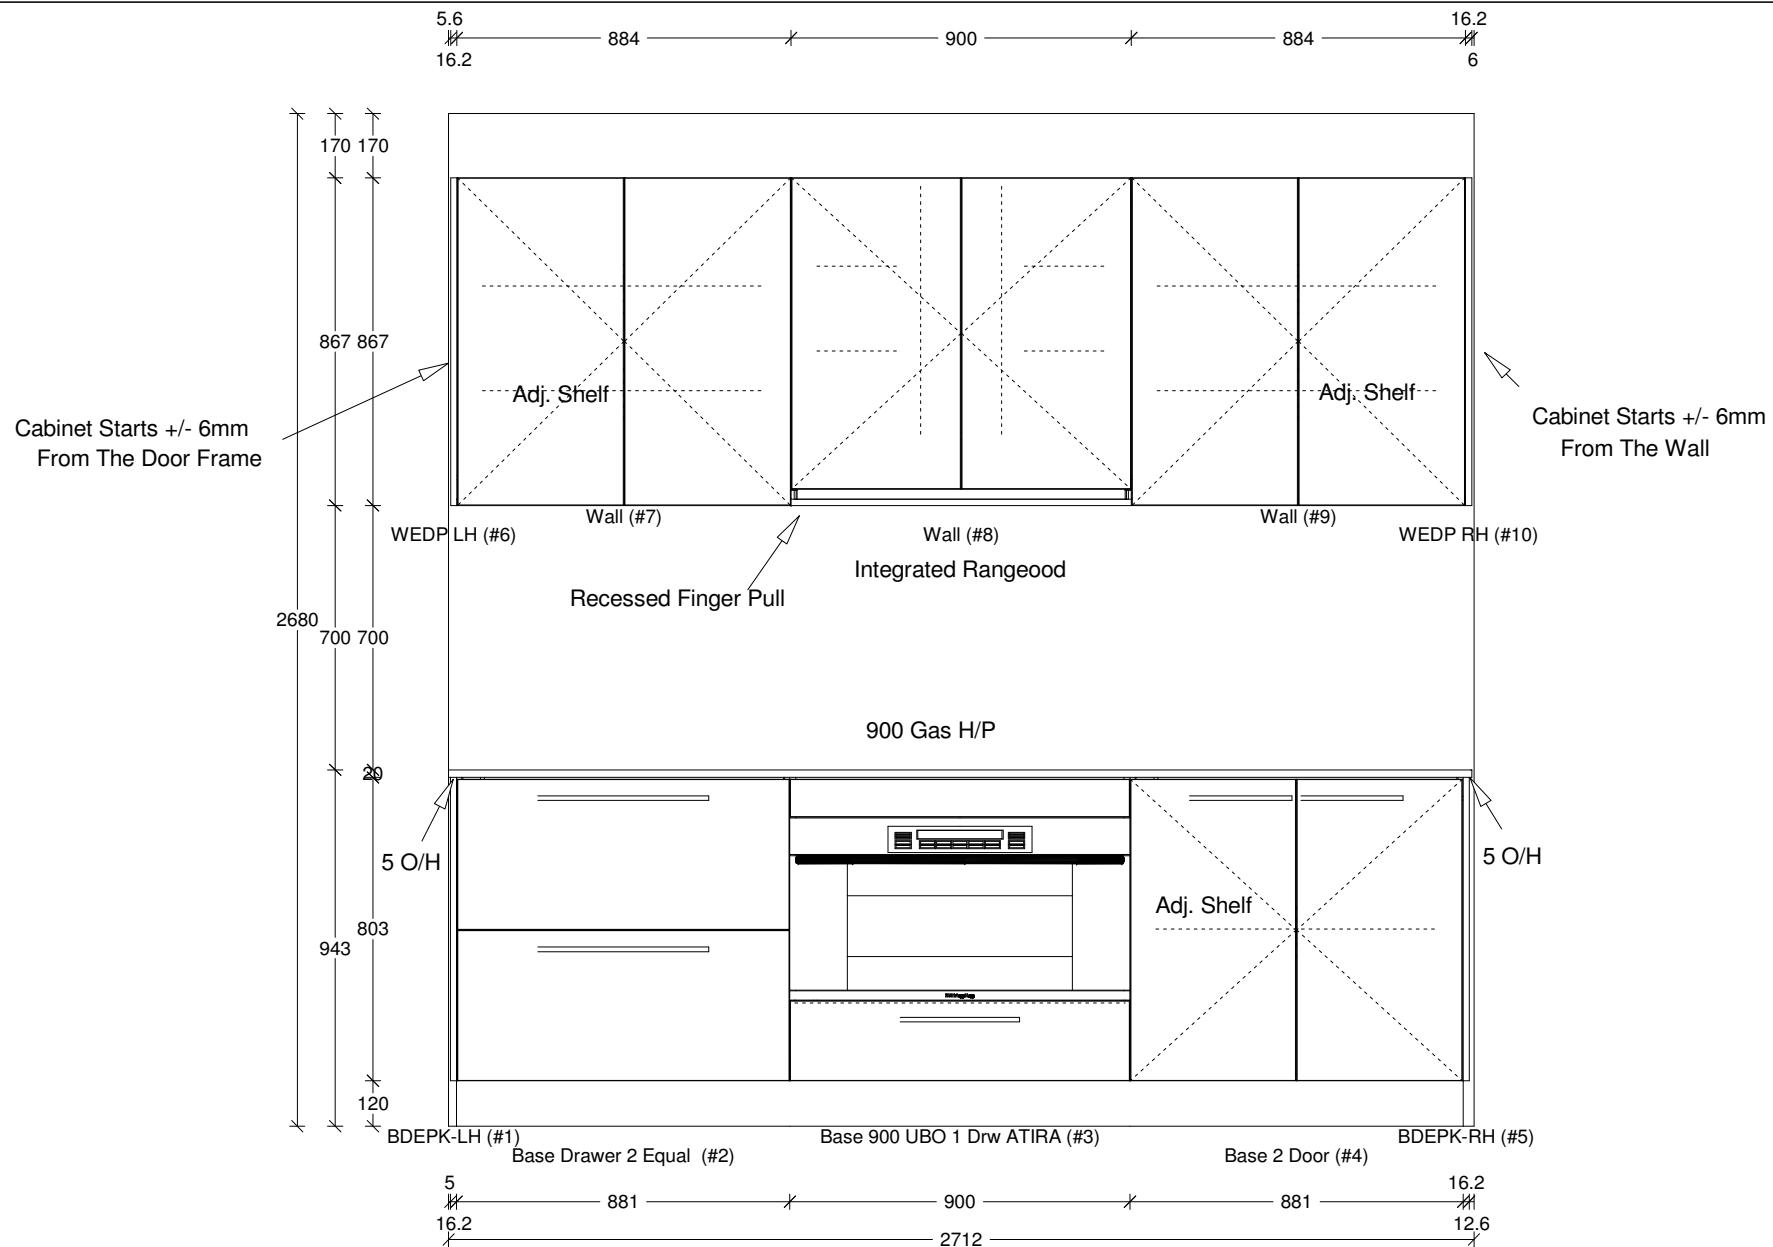 5.6
16.2
884
900
884
16.2
6
170 170
867 867
Adj. Shelf
Adj. Shelf
Cabinet Starts +/- 6mm
From The Door Frame
Cabinet Starts +/- 6mm
From The Wall
Wall (#7)
Wall (#9)
WEDP LH (#6)
Wall (#8)
WEDP RH (#10)
Integrated Rangeood
Recessed Finger Pull
2680
700 700
900 Gas H/P
20
5 O/H
5 O/H
Adj. Shelf
803
943
120
BDEPK-LH (#1)
Base 900 UBO 1 Drw ATIRA (#3)
BDEPK-RH (#5)
Base Drawer 2 Equal (#2)
Base 2 Door (#4)
5
16.2
881
900
881
16.2
12.6
2712